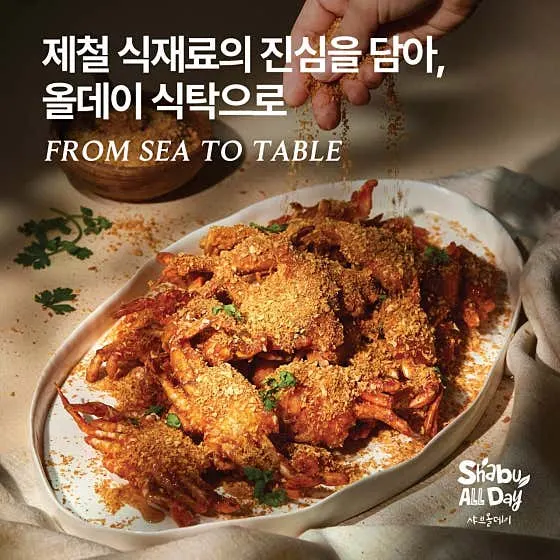 제철 식재료의 진심을 담아,
올데이 식탁으로
FROM SEA TO TABLE
Shabu
ALL DAY
샤브올데이